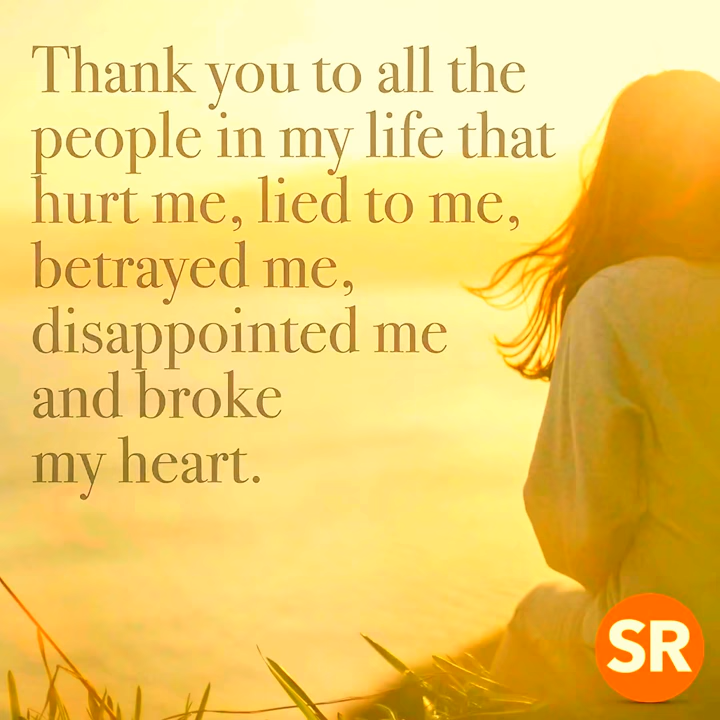 Thank you to all the
people in my life that
hurt me, lied to me,
betrayed me,
disappointed me
and broke
my heart.
SR